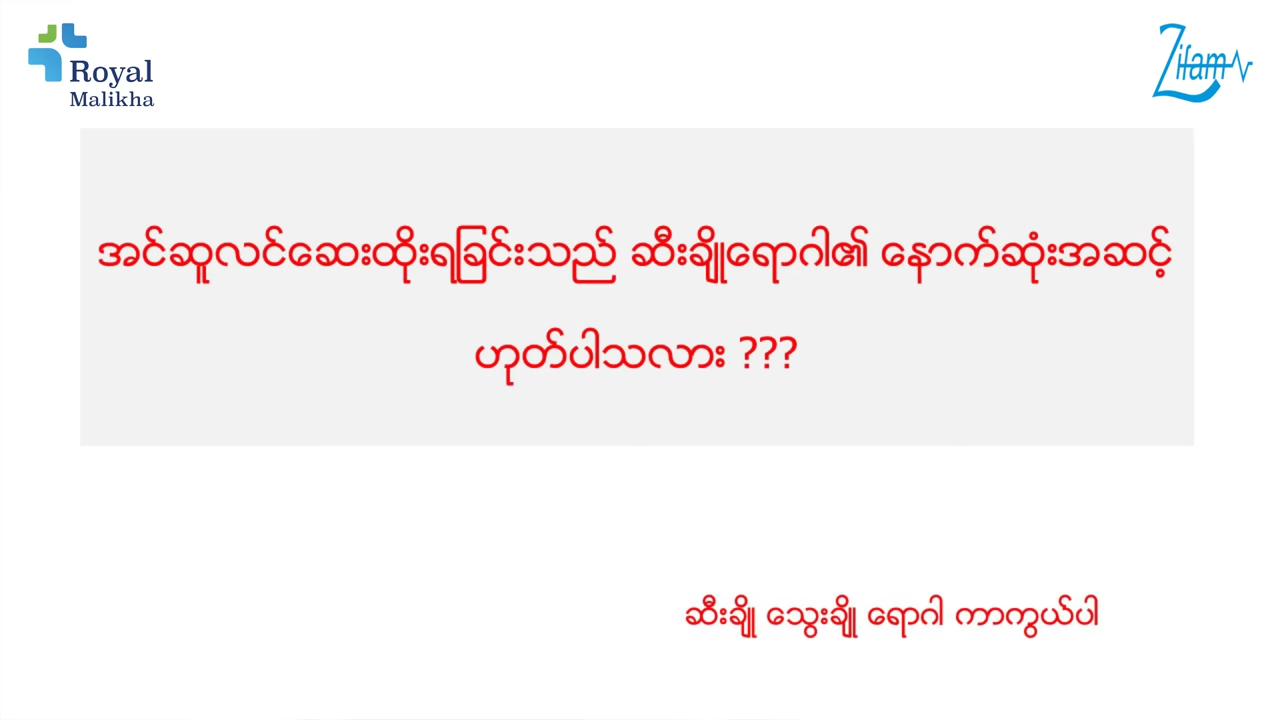 Royal
Malikha
Zifam
အင်ဆူလင်ဆေးထိုးရခြင်းသည် ဆီးချိုရောဂါ၏ နောက်ဆုံးအဆင့်
ဟုတ်ပါသလား ???
ဆီးချို သွေးချို ရောဂါ ကာကွယ်ပါ